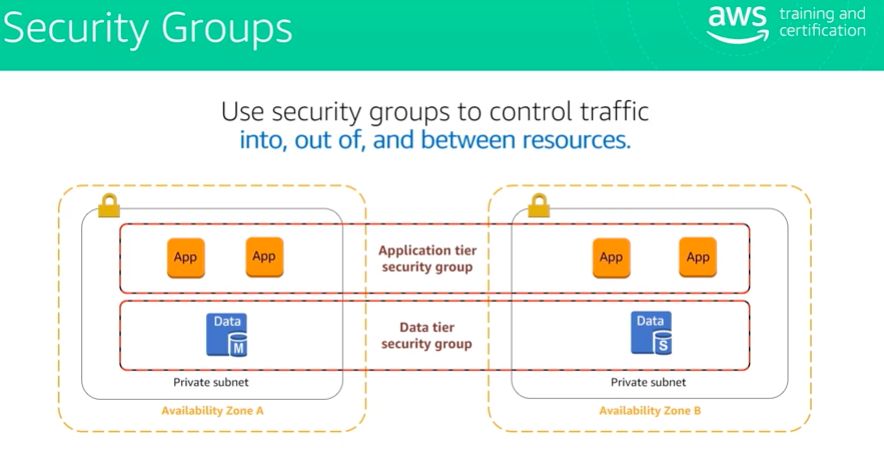 Security Groups
aws training and
certification
Use security groups to control traffic
into, out of, and between resources.
App App
Application tier
security group
App App
Data
M
Data tier
security group
Data
S
Private subnet
Private subnet
Availability Zone A
Availability Zone B